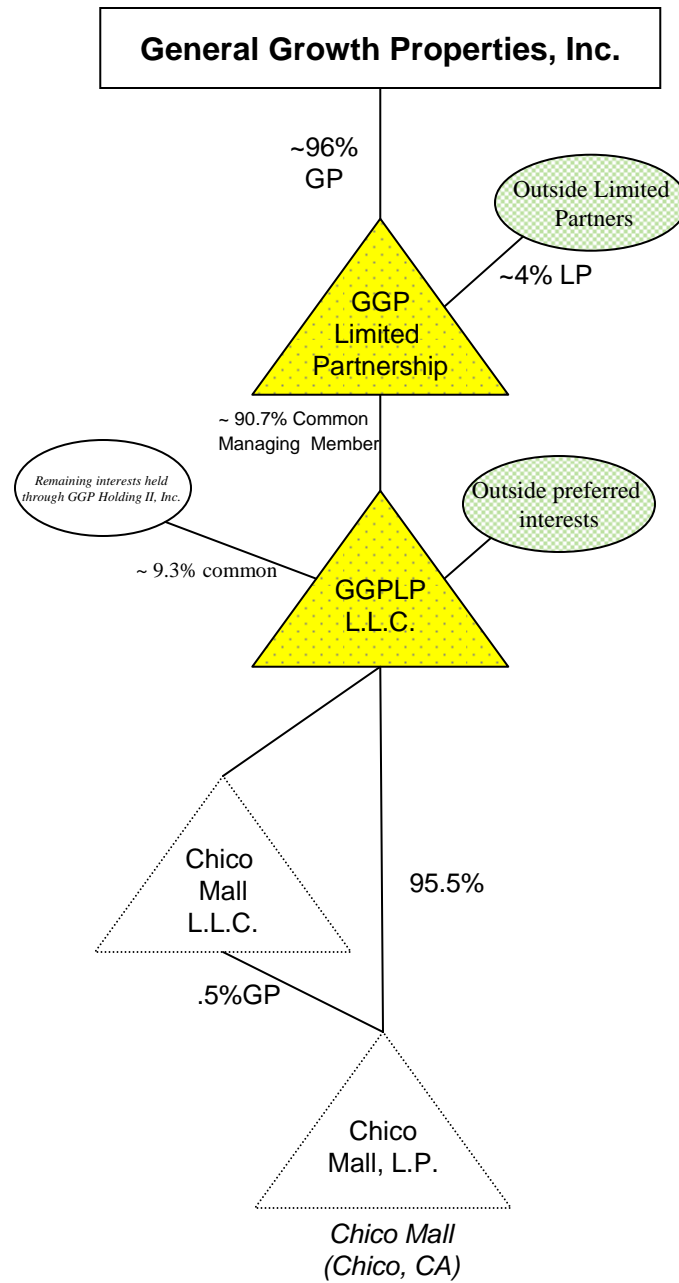 General Growth Properties, Inc.
~96%
GP
Outside Limited
Partners
~4% LP
GGP
Limited
Partnership
~ 90.7% Common
Managing Member
Remaining interests held
through GGP Holding II, Inc.
Outside preferred
interests
~ 9.3% common
GGPLP
L.L.C.
Chico
Mall
L.L.C.
95.5%
.5%GP
Chico
Mall, L.P.
Chico Mall
(Chico, CA)